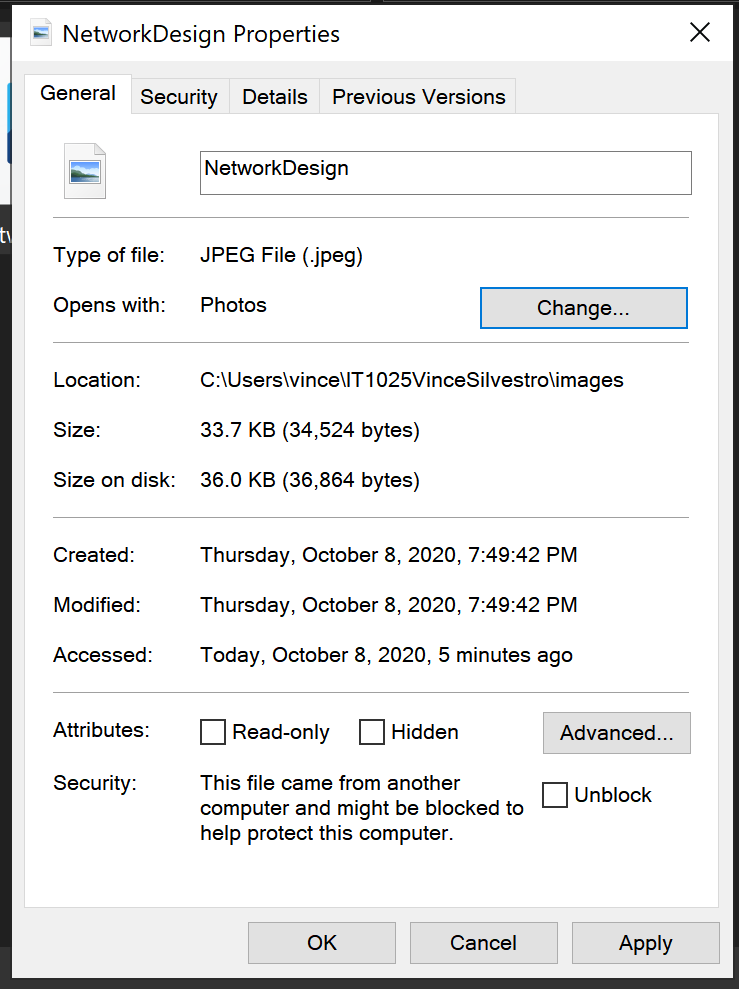 NetworkDesign Properties
General Security Details Previous Versions
NetworkDesign
Type of file: JPEG File (.jpeg)
Opens with: Photos Change...
Location: C:\Users\vince\IT1025VinceSilvestro\images
Size: 33.7 KB (34,524 bytes)
Size on disk: 36.0 KB (36,864 bytes)
Created: Thursday, October 8, 2020, 7:49:42 PM
Modified: Thursday, October 8, 2020, 7:49:42 PM
Accessed: Today, October 8, 2020, 5 minutes ago
Attributes: Read-only Hidden Advanced...
Security: This file came from another
computer and might be blocked to
help protect this computer.
Unblock
OK Cancel Apply